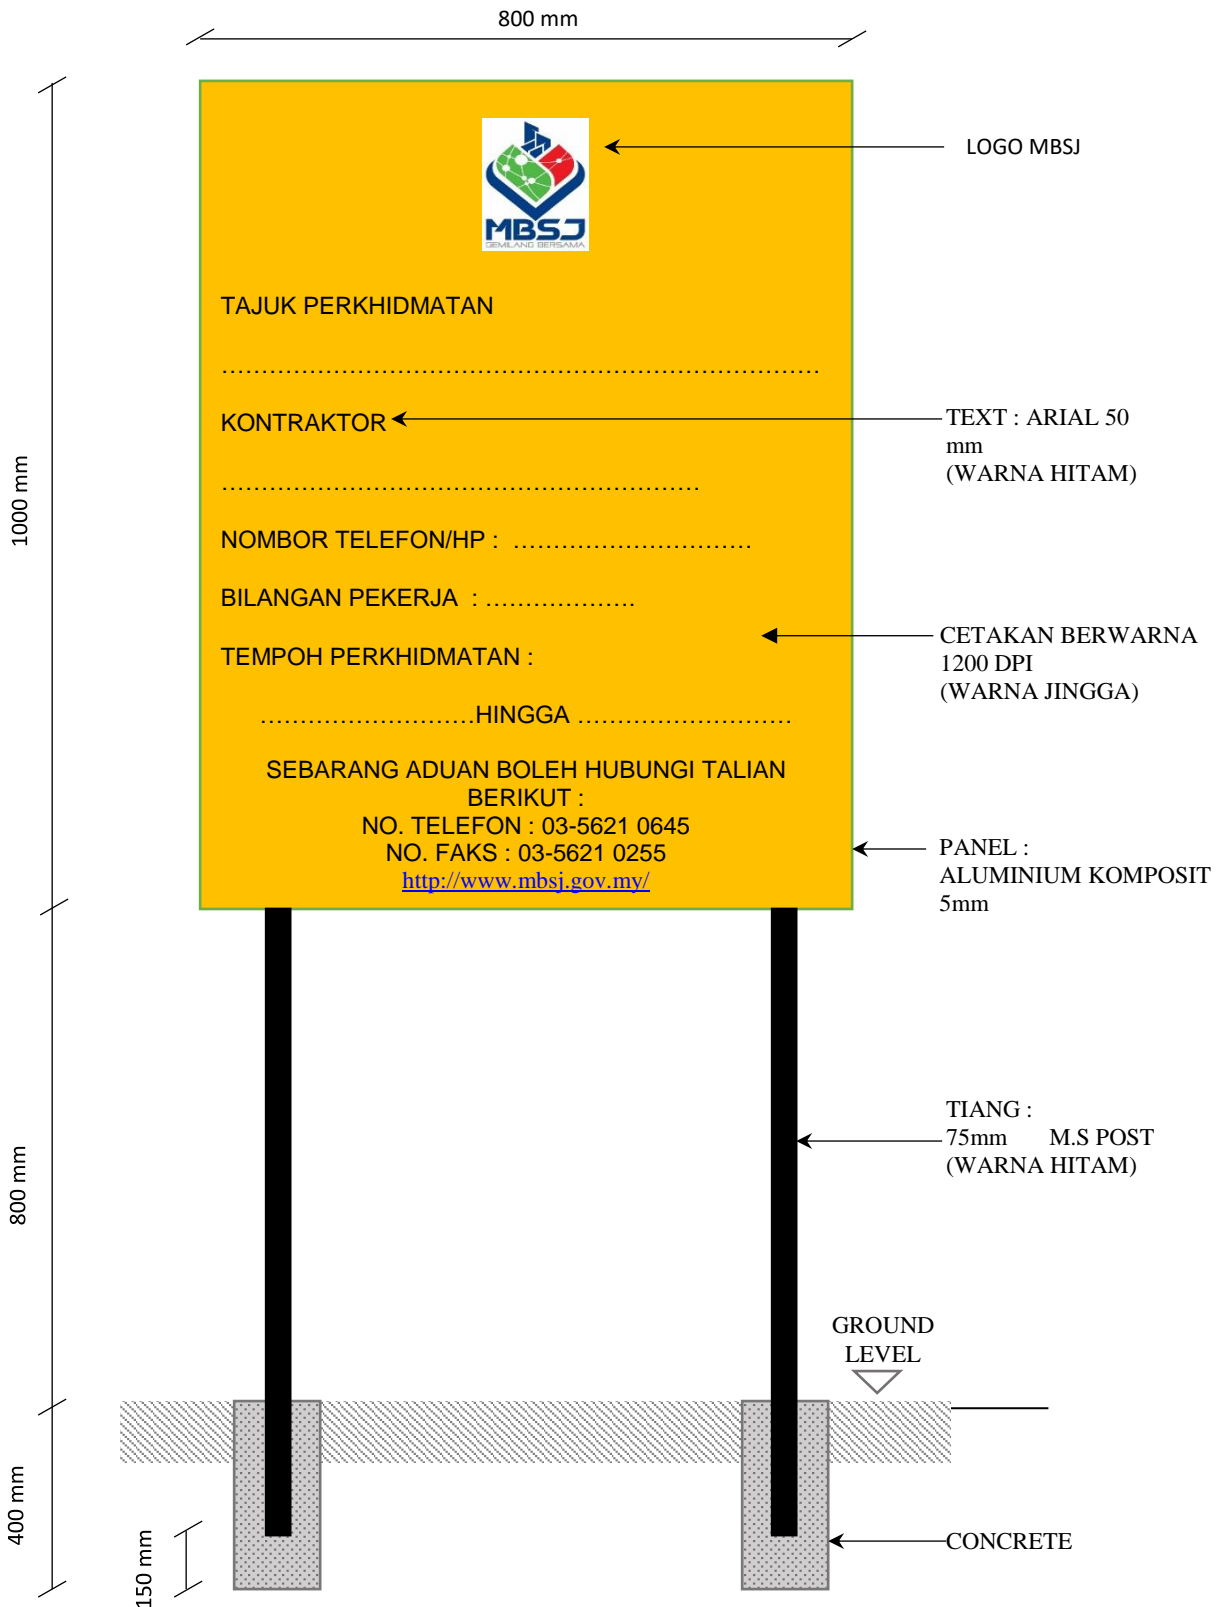 800 mm
MBSJ
GEMILANG BERSAMA
LOGO MBSJ
TAJUK PERKHIDMATAN
…………………………………………………………………
KONTRAKTOR
TEXT : ARIAL 50
mm
(WARNA HITAM)
……………………………………………………
1000 mm
NOMBOR TELEFON/HP : …………………………
BILANGAN PEKERJA : ……………….
CETAKAN BERWARNA
1200 DPI
(WARNA JINGGA)
TEMPOH PERKHIDMATAN :
………………………HINGGA ………………………
SEBARANG ADUAN BOLEH HUBUNGI TALIAN
BERIKUT :
NO. TELEFON : 03-5621 0645
NO. FAKS : 03-5621 0255
http://www.mbsj.gov.my/
PANEL :
ALUMINIUM KOMPOSIT
5mm
800 mm
TIANG :
75mm M.S POST
(WARNA HITAM)
GROUND
LEVEL
400 mm
150 mm
CONCRETE